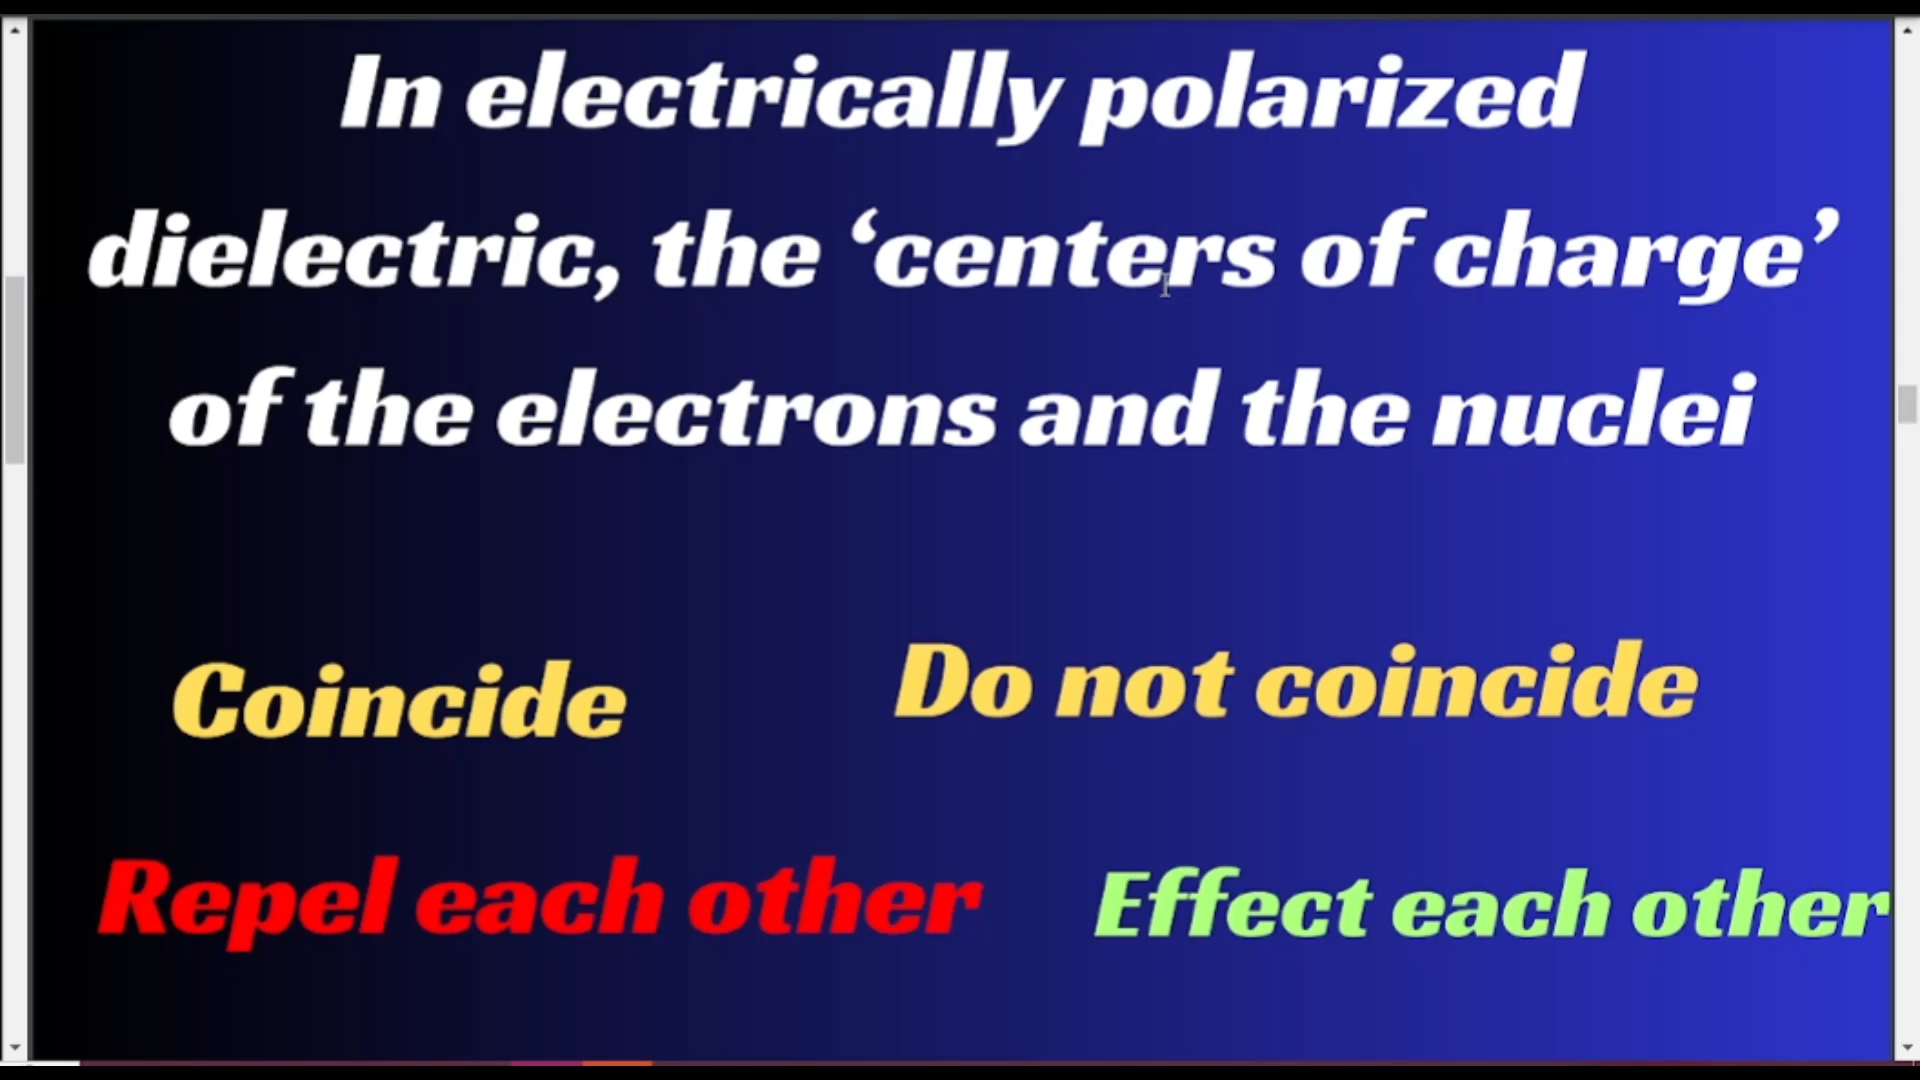 In electrically polarized
dielectric, the ‘centers of charge’
of the electrons and the nuclei
Coincide
Do not coincide
Repel each other
Effect each other